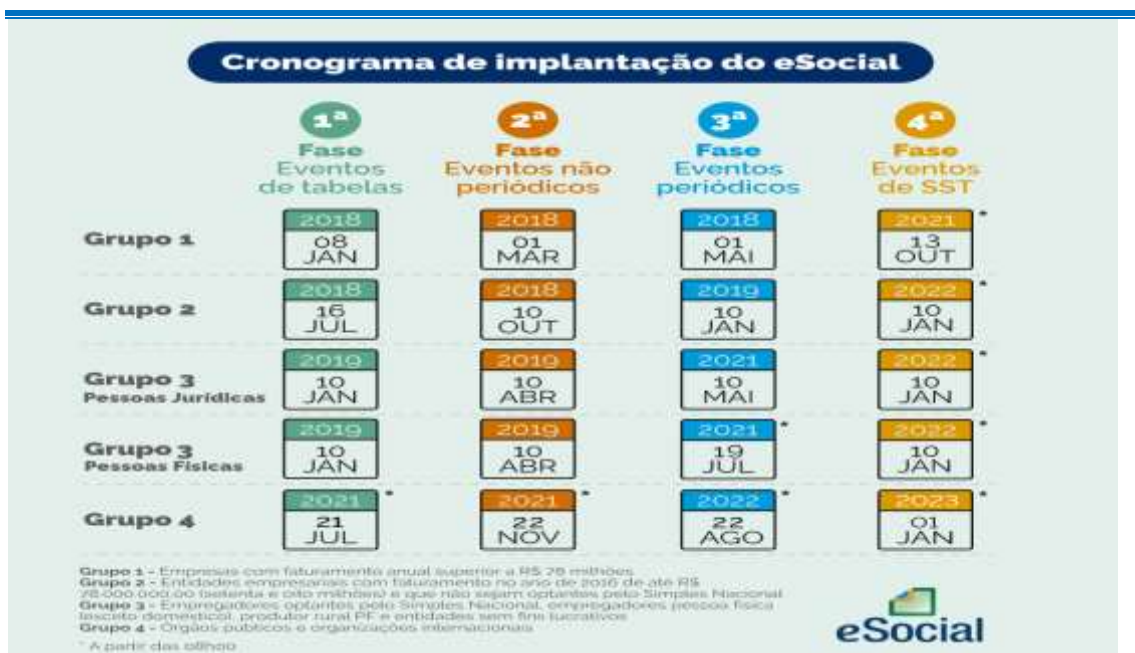 Cronograma de implantação do eSocial
1ª
Fase
Eventos
de tabelas
2ª
Fase
Eventos não
periódicos
3ª
Fase
Eventos
periódicos
4ª
Fase
Eventos
de SST
Grupo 1
2018
08
JAN
2018
01
MAR
2018
01
MAI
2021 *
13
OUT
Grupo 2
2018
16
JUL
2018
10
OUT
2019
10
JAN
2022 *
10
JAN
Grupo 3
Pessoas Jurídicas
2019
10
JAN
2019
10
ABR
2021
10
MAI
2022 *
10
JAN
Grupo 3
Pessoas Físicas
2019
10
JAN
2019
10
ABR
2021 *
19
JUL
2022 *
10
JAN
Grupo 4
2021 *
21
JUL
2021 *
22
NOV
2022 *
22
AGO
2023 *
01
JAN
Grupo 1 - Empresas com faturamento anual superior a R$ 78 milhões
Grupo 2 - Entidades empresariais com faturamento no ano de 2016 de até R$
78.000.000,00 (setenta e oito milhões) e que não sejam optantes pelo Simples Nacional
Grupo 3 - Empregadores optantes pelo Simples Nacional, empregadores pessoa física
(exceto doméstico), produtor rural PF e entidades sem fins lucrativos
Grupo 4 - Órgãos públicos e organizações internacionais
* A partir das
eSocial